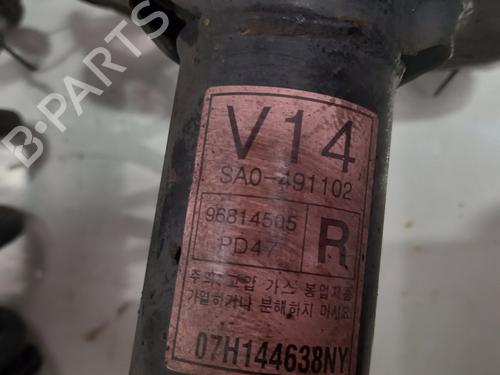 V14
SA0-491102
96814505
PD47
R
주의:고압 가스 봉입제품
가열하거나 분해하지 마십시요
07H144638NY
B-PARTS